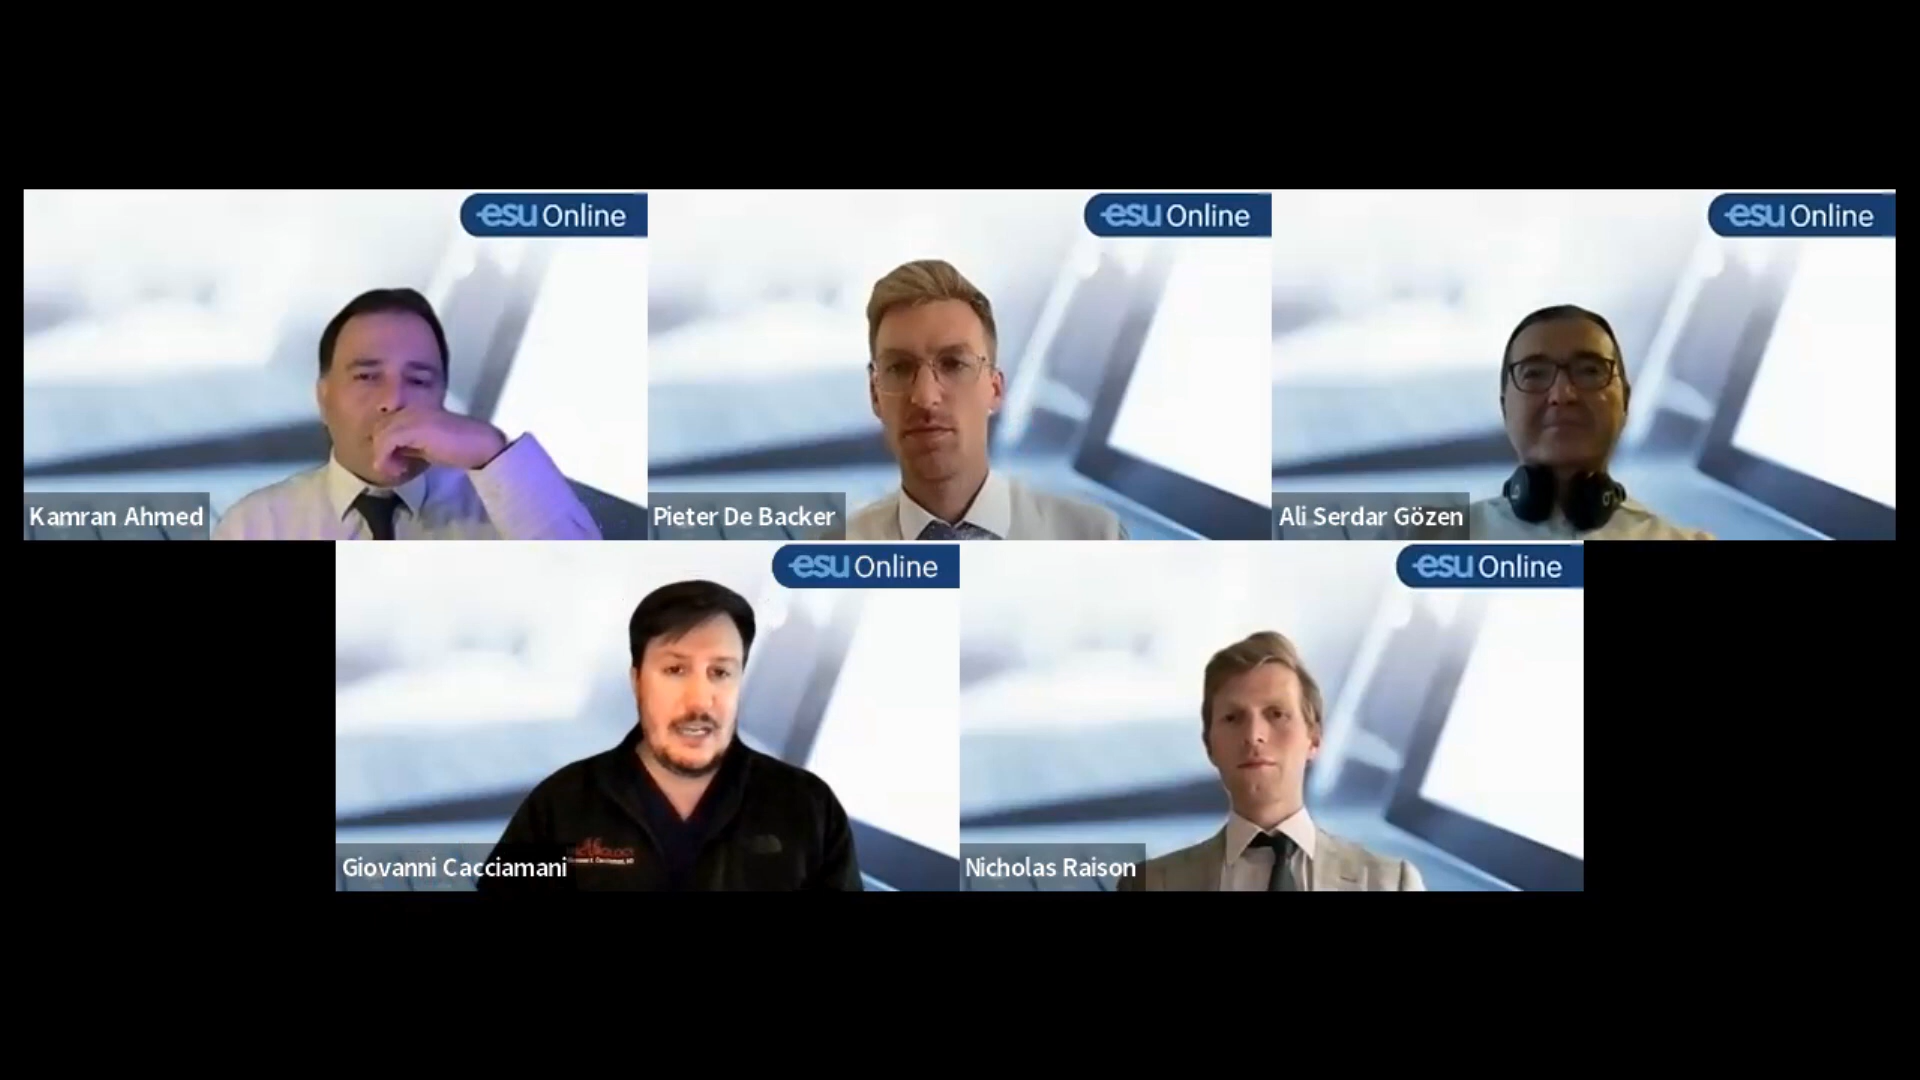 esu Online
esu Online
esu Online
Kamran Ahmed
Pieter De Backer
Ali Serdar Gözen
esu Online
esu Online
Giovanni Cacciamani
Nicholas Raison